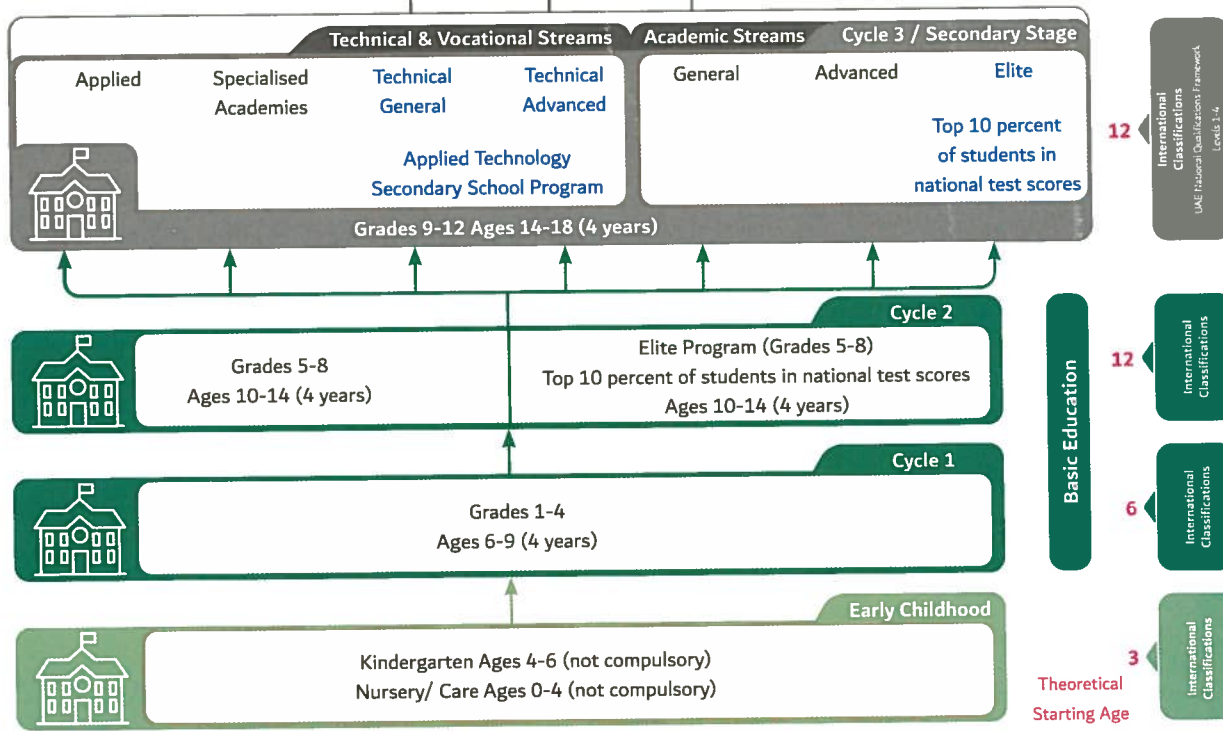 Technical & Vocational Streams
Academic Streams
Cycle 3 / Secondary Stage
Applied
Specialised
Academies
Technical
General
Technical
Advanced
Applied Technology
Secondary School Program
General
Advanced
Elite
Top 10 percent
of students in
national test scores
Grades 9-12 Ages 14-18 (4 years)
12
International
Classifications
UAE National Qualifications Framework
Levels 1-4
Cycle 2
Grades 5-8
Ages 10-14 (4 years)
Elite Program (Grades 5-8)
Top 10 percent of students in national test scores
Ages 10-14 (4 years)
Basic Education
12
International
Classifications
Cycle 1
Grades 1-4
Ages 6-9 (4 years)
6
International
Classifications
Early Childhood
Kindergarten Ages 4-6 (not compulsory)
Nursery/ Care Ages 0-4 (not compulsory)
3
Theoretical
Starting Age
International
Classifications